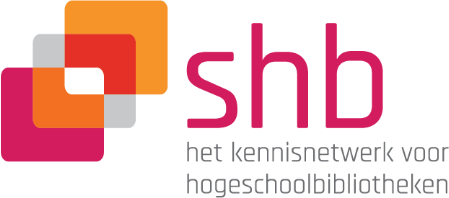 shb
het kennisnetwerk voor
hogeschoolbibliotheken